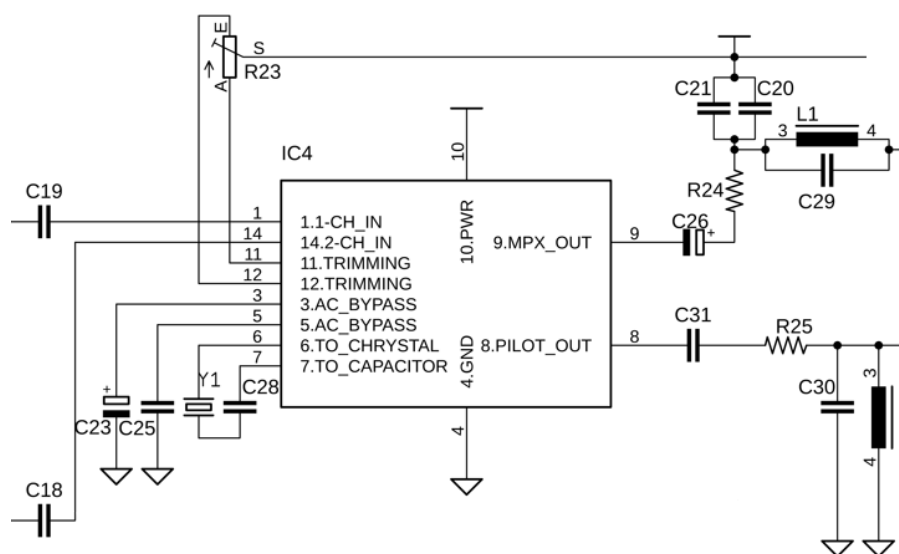 E
S
R23
A
C21
C20
L1
3
4
10
IC4
R24
C29
C19
1
1.1-CH_IN
14
14.2-CH_IN
11
11.TRIMMING
12
12.TRIMMING
3
3.AC_BYPASS
5
5.AC_BYPASS
6
6.TO_CHRYSTAL
7
7.TO_CAPACITOR
10.PWR
4.GND
9.MPX_OUT
9
C26
+
8.PILOT_OUT
8
C31
R25
+
C23
C25
Y1
C28
4
C30
3
4
C18